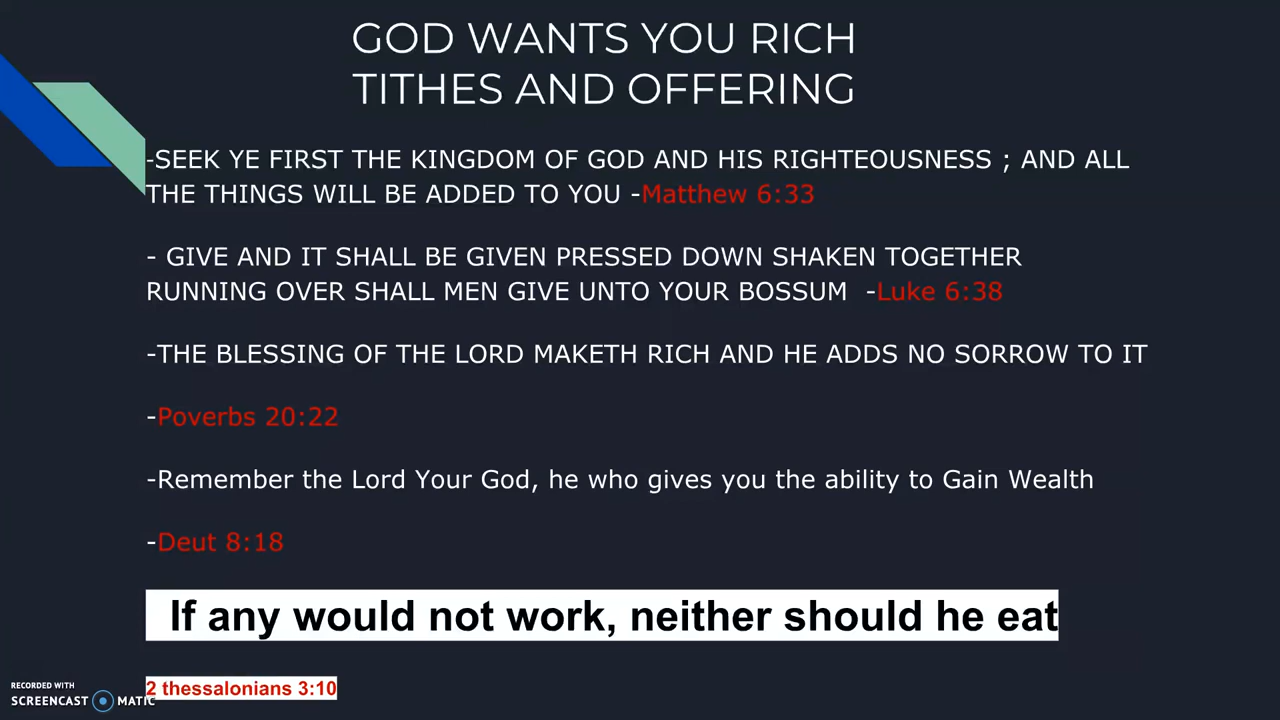 GOD WANTS YOU RICH
TITHES AND OFFERING
-SEEK YE FIRST THE KINGDOM OF GOD AND HIS RIGHTEOUSNESS ; AND ALL
THE THINGS WILL BE ADDED TO YOU -Matthew 6:33
- GIVE AND IT SHALL BE GIVEN PRESSED DOWN SHAKEN TOGETHER
RUNNING OVER SHALL MEN GIVE UNTO YOUR BOSSUM -Luke 6:38
-THE BLESSING OF THE LORD MAKETH RICH AND HE ADDS NO SORROW TO IT
-Poverbs 20:22
-Remember the Lord Your God, he who gives you the ability to Gain Wealth
-Deut 8:18
If any would not work, neither should he eat
2 thessalonians 3:10
RECORDED WITH
SCREENCAST MATIC